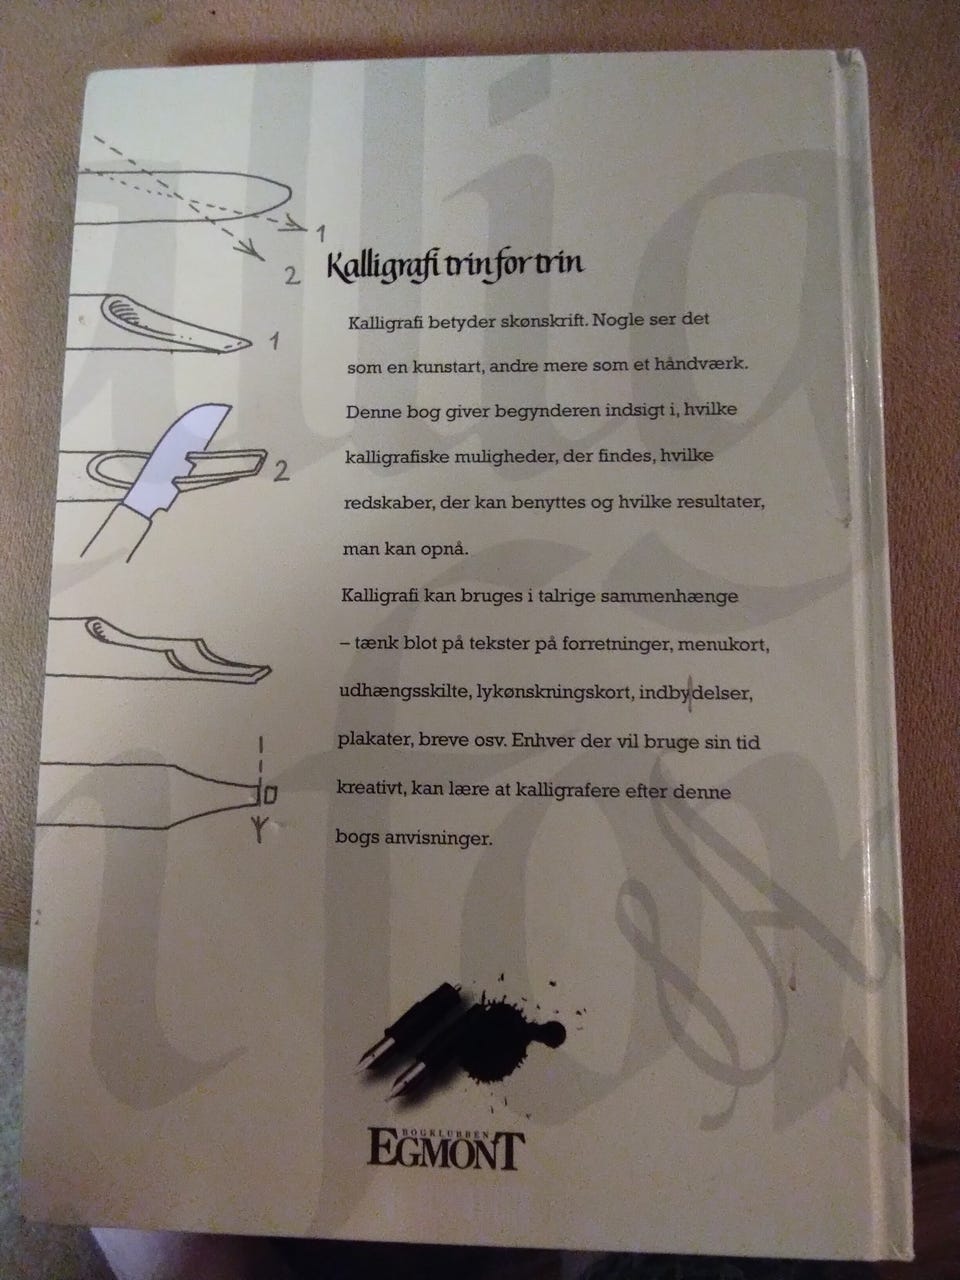 1
2
Kalligrafi trin for trin
1
2
Kalligrafi betyder skønskrift. Nogle ser det
som en kunstart, andre mere som et håndværk.
Denne bog giver begynderen indsigt i, hvilke
kalligrafiske muligheder, der findes, hvilke
redskaber, der kan benyttes og hvilke resultater,
man kan opnå.
Kalligrafi kan bruges i talrige sammenhænge
– tænk blot på tekster på forretninger, menukort,
udhængsskilte, lykønskningskort, indbydelser,
plakater, breve osv. Enhver der vil bruge sin tid
kreativt, kan lære at kalligrafere efter denne
bogs anvisninger.
BOGKLUBBEN
EGMONT